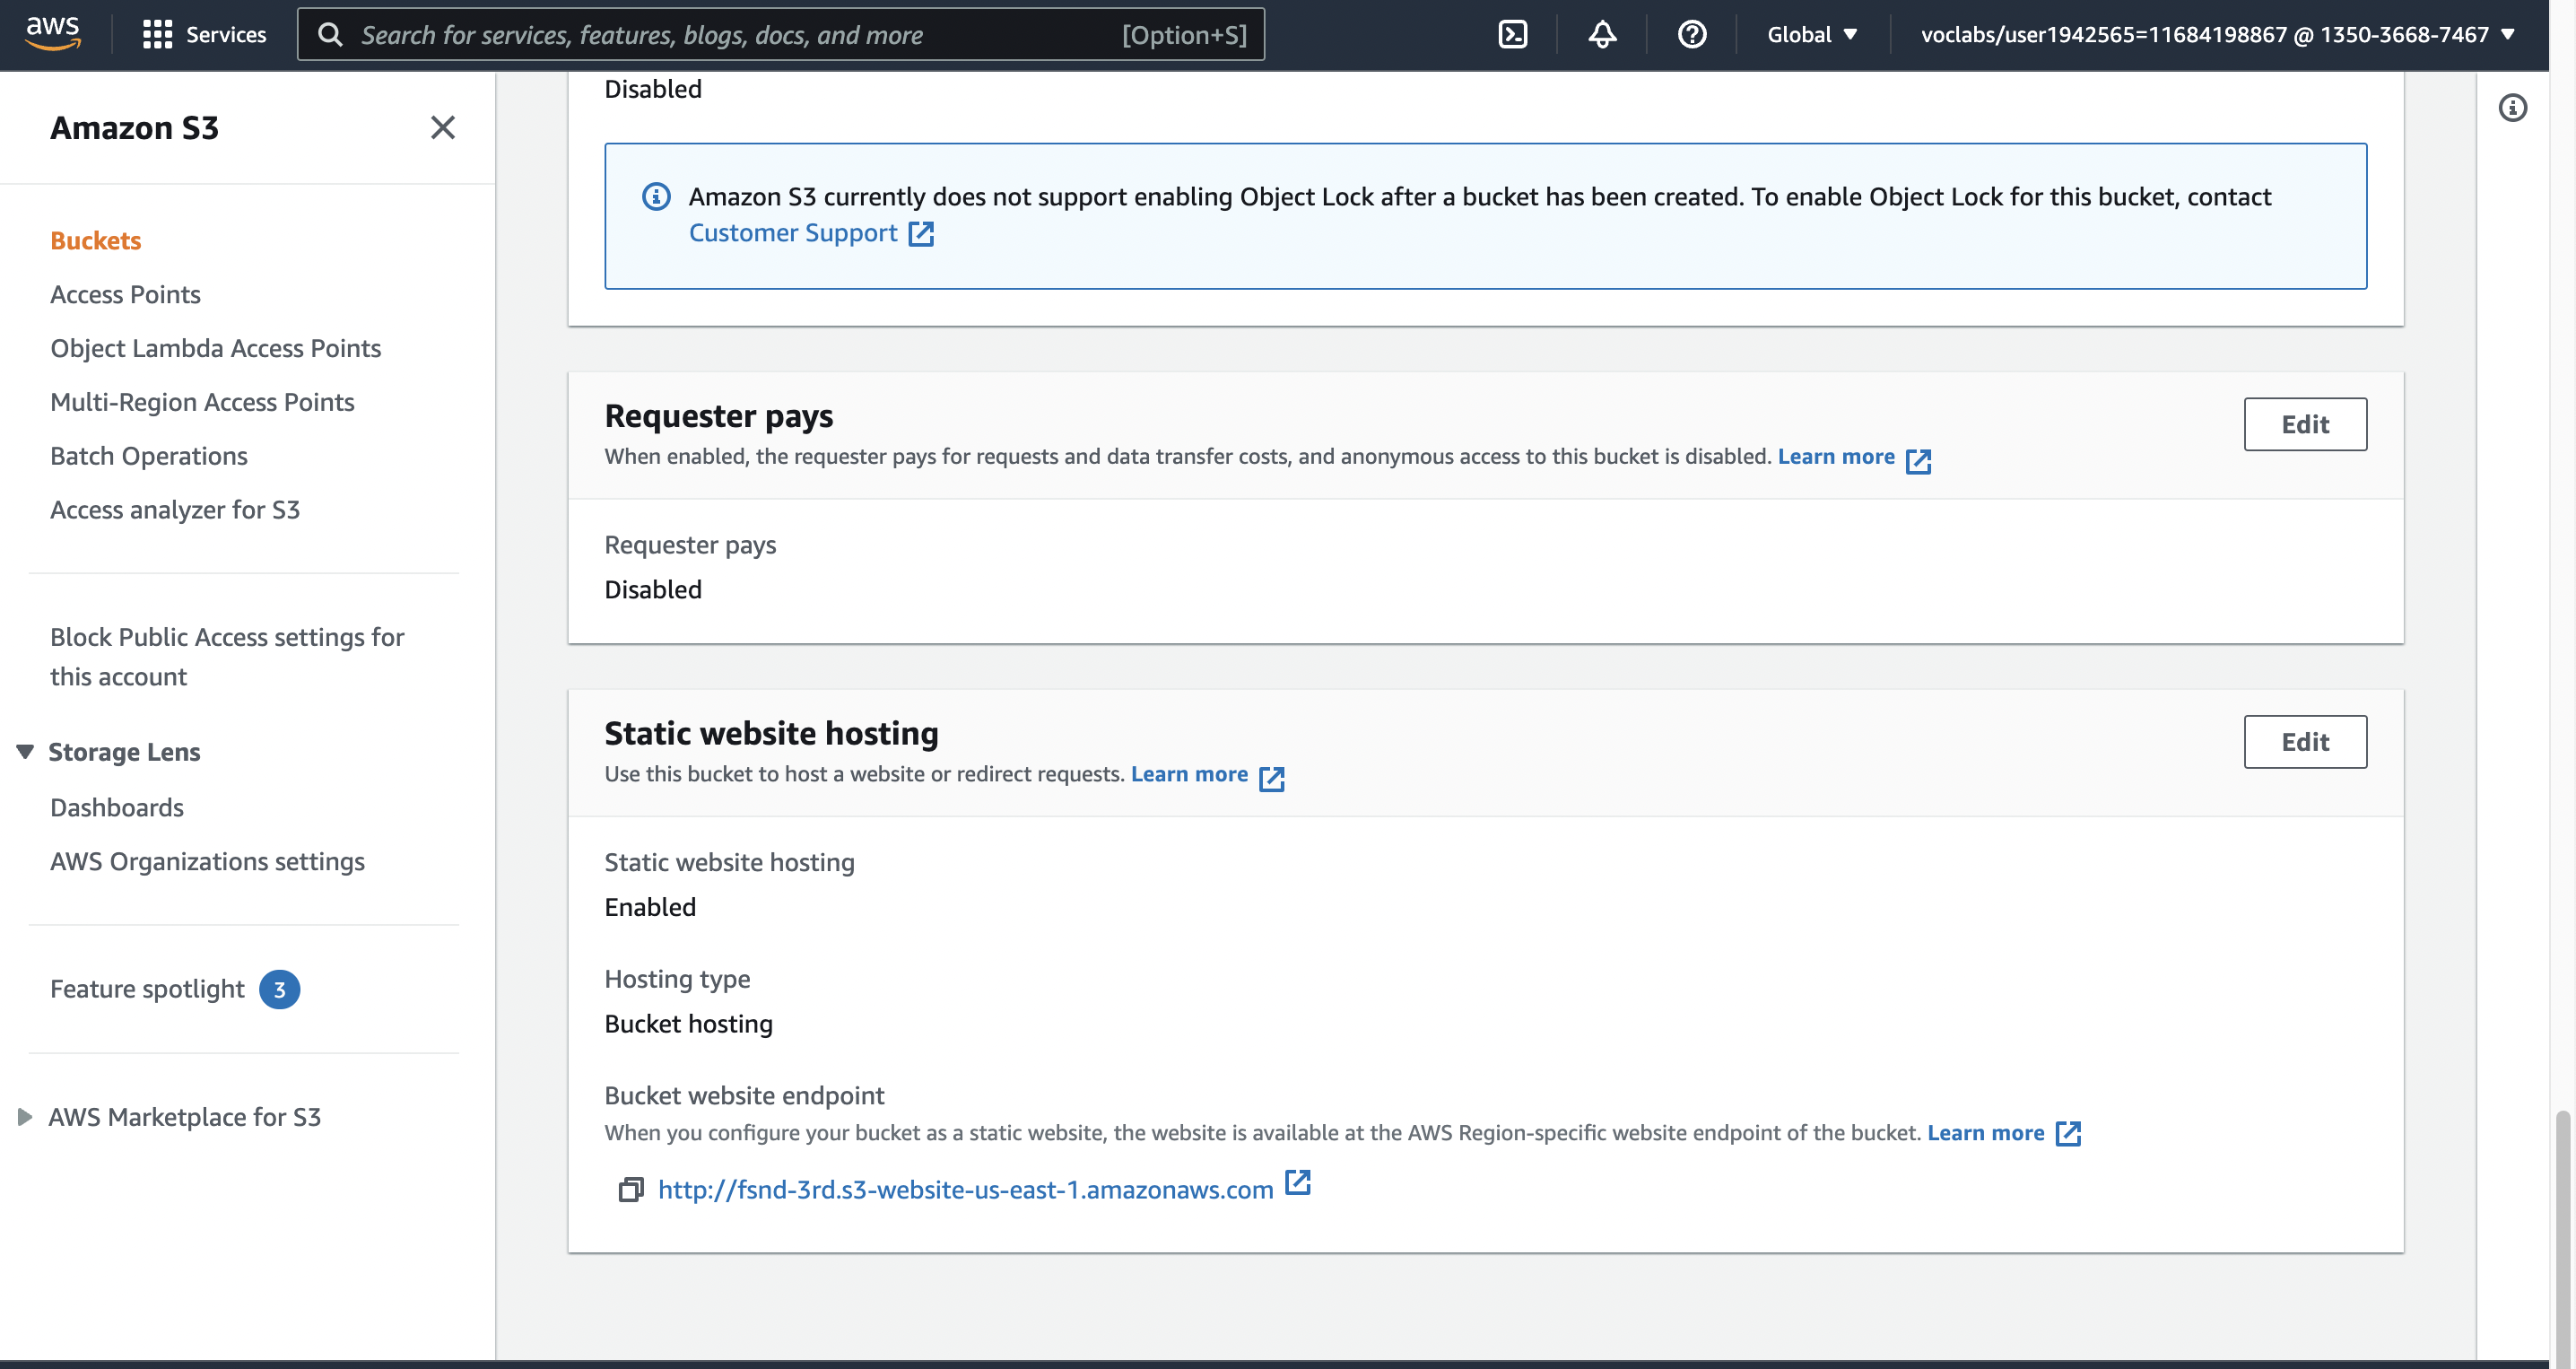 aws
Services
Search for services, features, blogs, docs, and more
[Option+S]
Global
voclabs/user1942565=11684198867 @ 1350-3668-7467
Amazon S3
Buckets
Access Points
Object Lambda Access Points
Multi-Region Access Points
Batch Operations
Access analyzer for S3
Block Public Access settings for
this account
Storage Lens
Dashboards
AWS Organizations settings
Feature spotlight 3
AWS Marketplace for S3
Disabled
Amazon S3 currently does not support enabling Object Lock after a bucket has been created. To enable Object Lock for this bucket, contact
Customer Support
Requester pays
Edit
When enabled, the requester pays for requests and data transfer costs, and anonymous access to this bucket is disabled. Learn more
Requester pays
Disabled
Static website hosting
Edit
Use this bucket to host a website or redirect requests. Learn more
Static website hosting
Enabled
Hosting type
Bucket hosting
Bucket website endpoint
When you configure your bucket as a static website, the website is available at the AWS Region-specific website endpoint of the bucket. Learn more
http://fsnd-3rd.s3-website-us-east-1.amazonaws.com